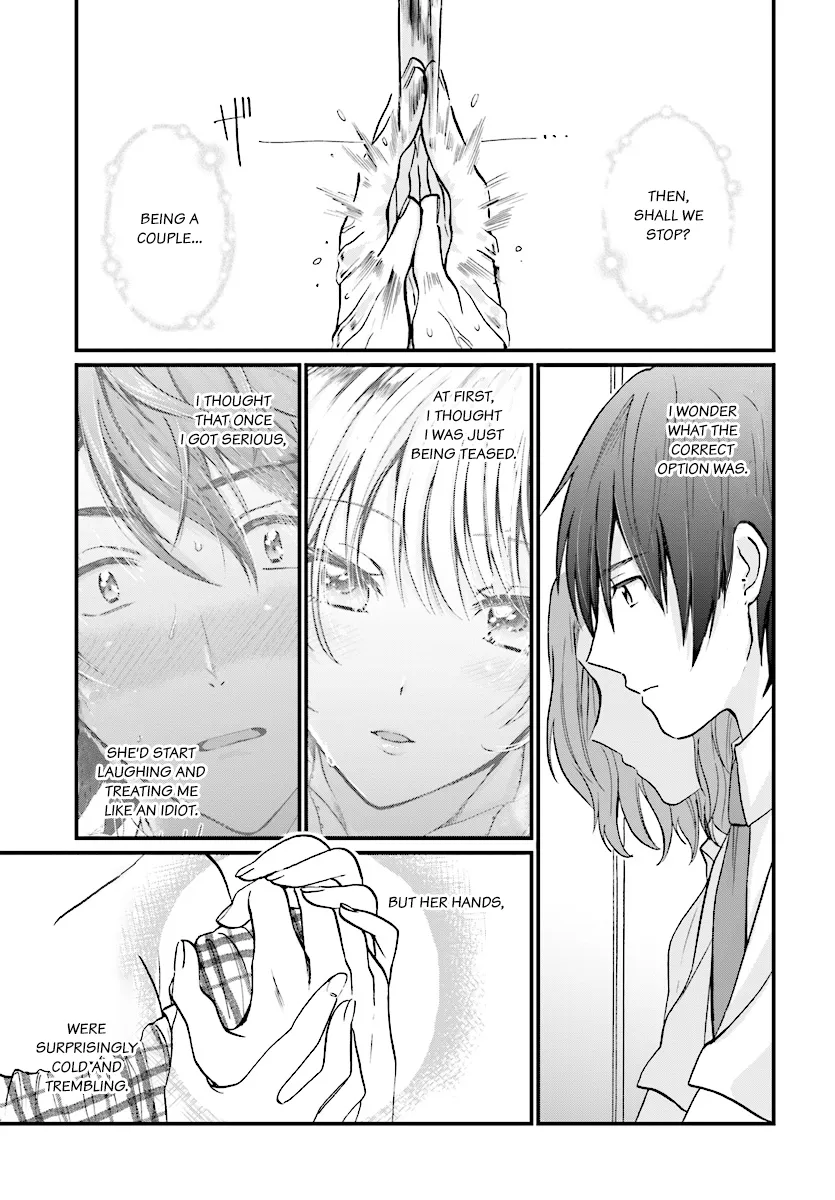 THEN,
SHALL WE
STOP?
ザ
...
BEING A
COUPLE...
I WONDER
WHAT THE
CORRECT
OPTION WAS.
AT FIRST,
I THOUGHT
I WAS JUST
BEING TEASED.
I THOUGHT
THAT ONCE
I GOT SERIOUS,
SHE'D START
LAUGHING AND
TREATING ME
LIKE AN IDIOT.
BUT HER HANDS,
WERE
SURPRISINGLY
COLD AND
TREMBLING.